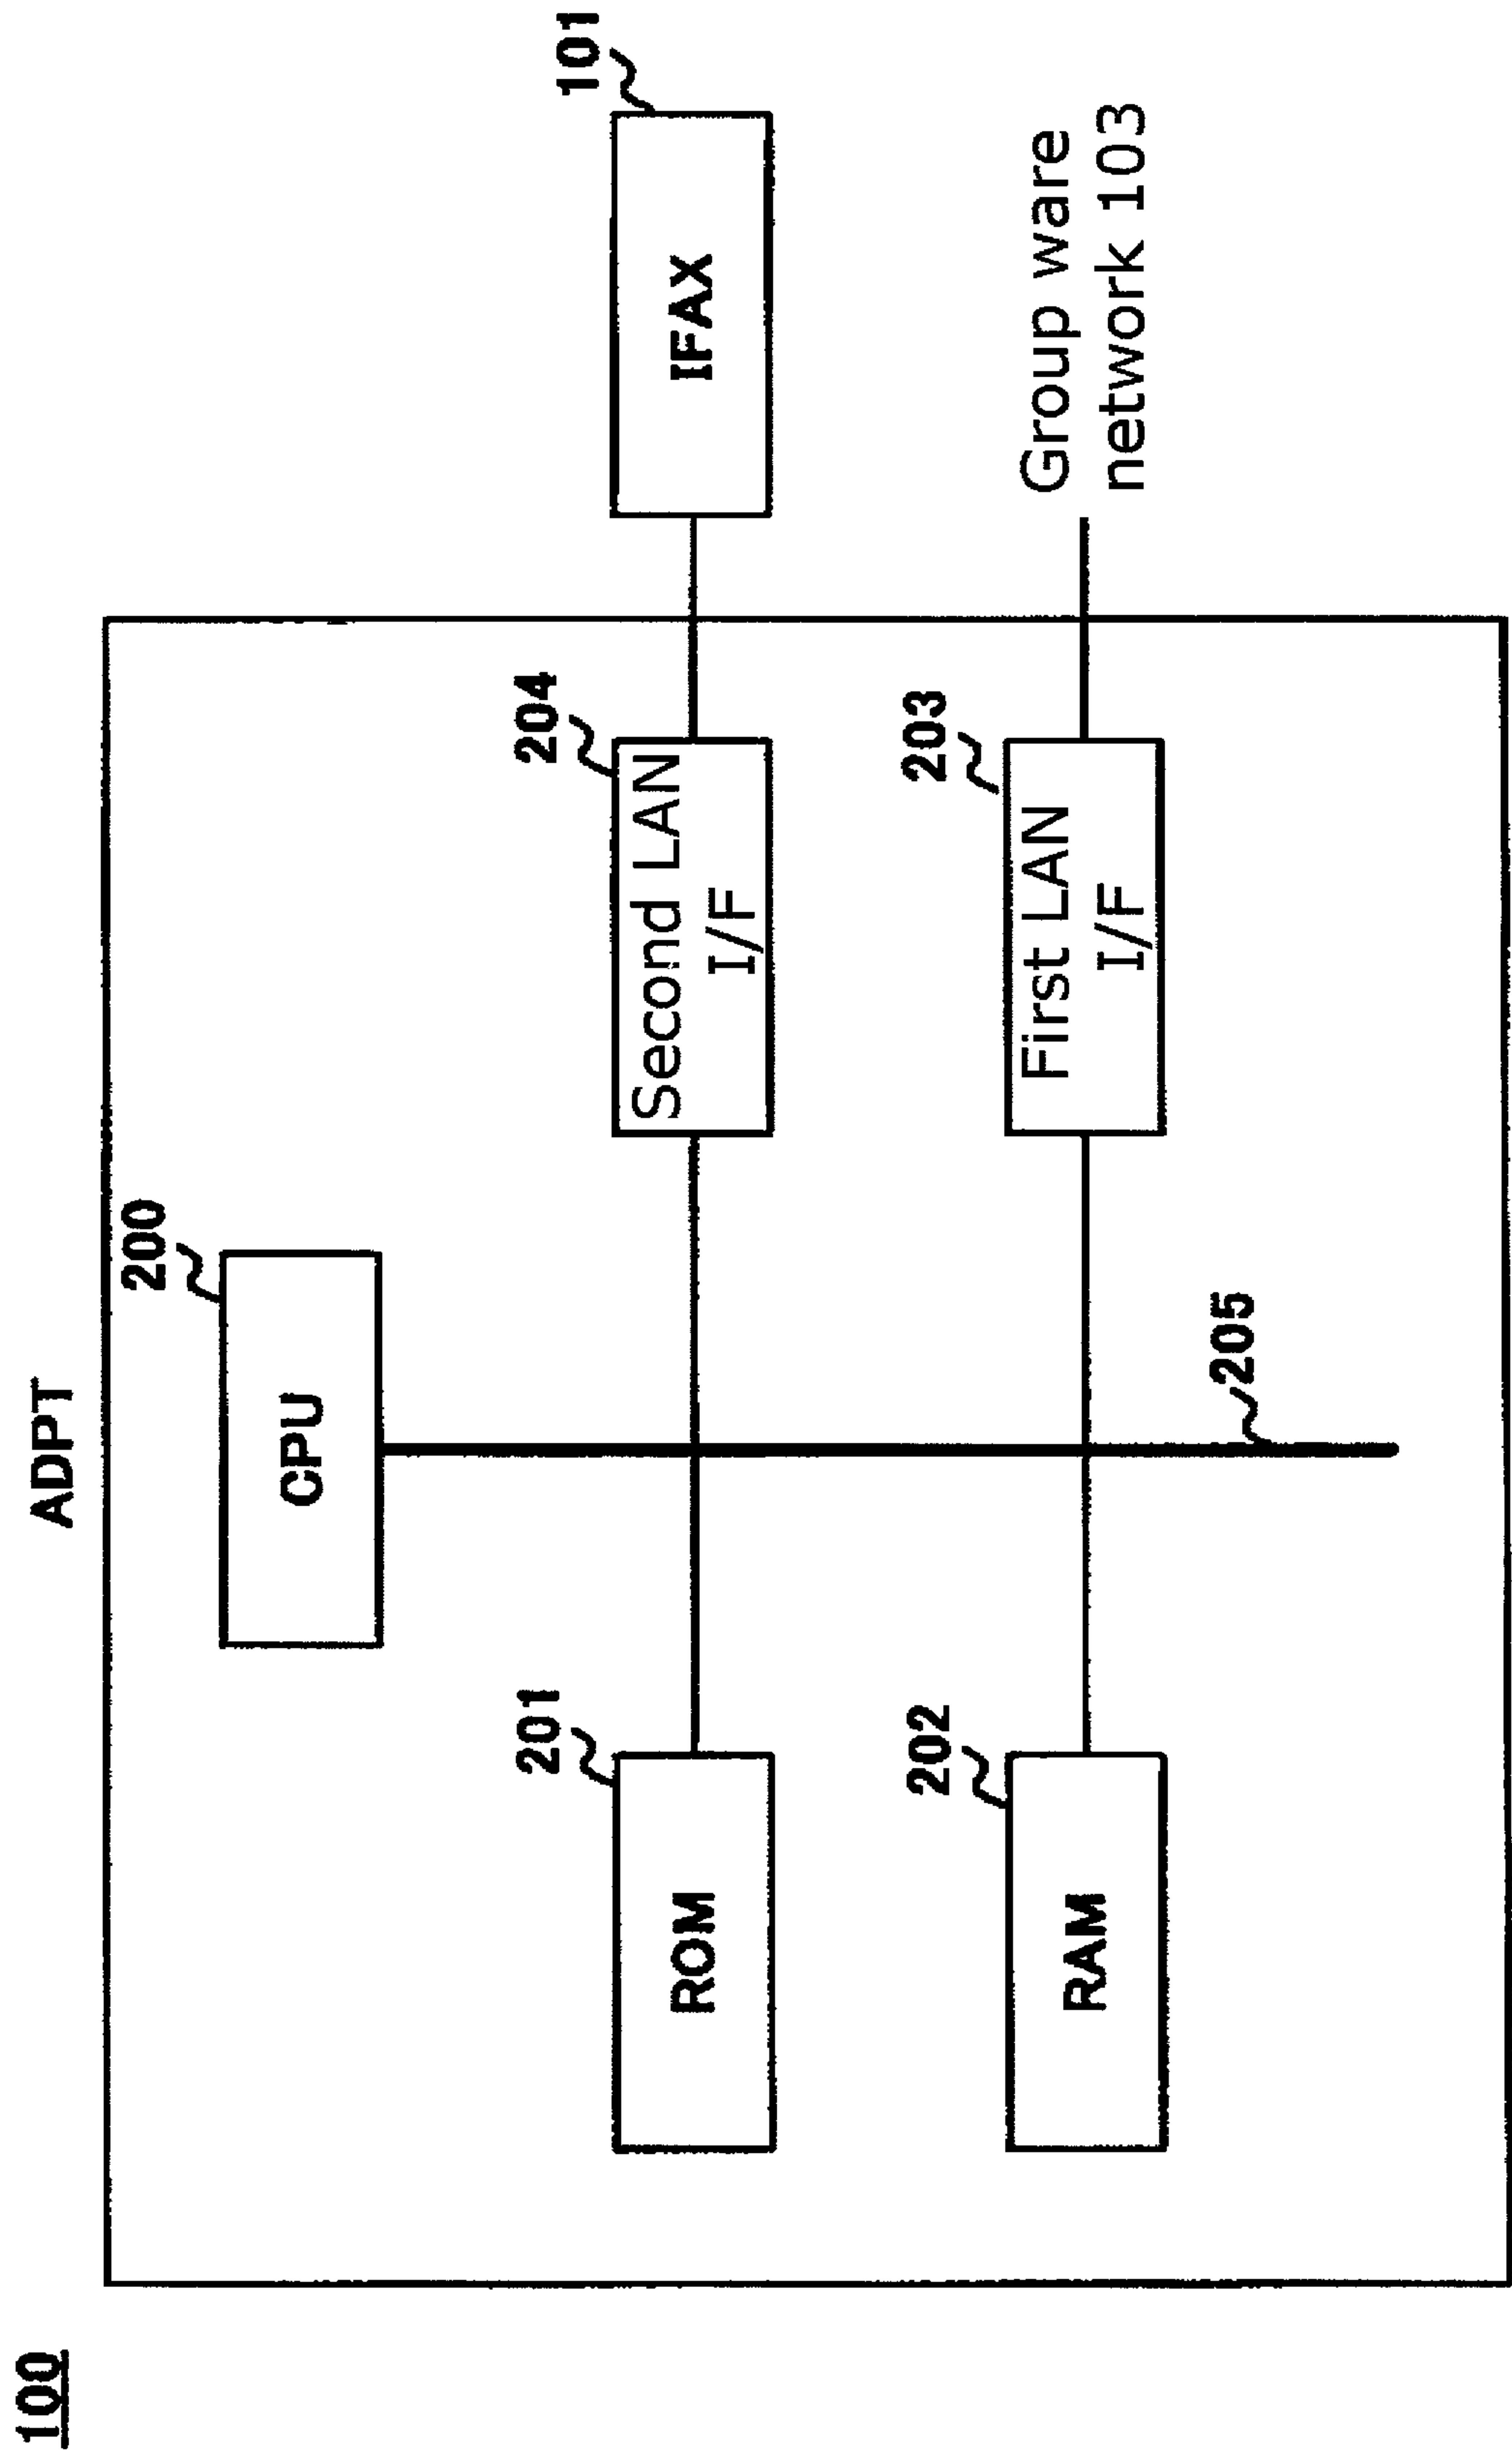 100
ADPT
200
CPU
201
ROM
204
Second LAN
I/F
101
IFAX
202
RAM
203
First LAN
I/F
Group ware
network 103
205